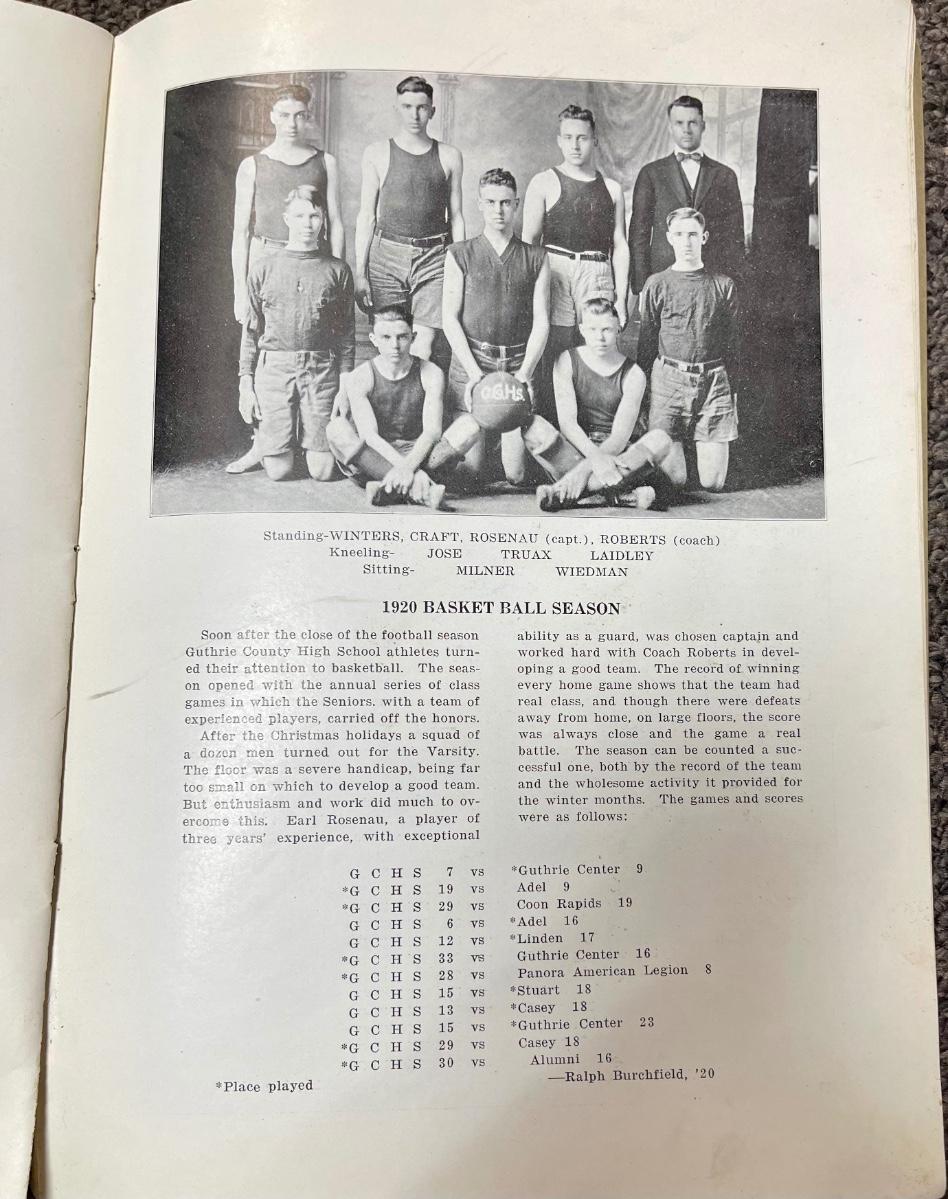 C.G.H.S.
Standing-WINTERS, CRAFT, ROSENAU (capt.), ROBERTS (coach)
Kneeling- JOSE TRUAX LAIDLEY
Sitting- MILNER WIEDMAN
1920 BASKET BALL SEASON
Soon after the close of the football season
Guthrie County High School athletes turn-
ed their attention to basketball. The seas-
on opened with the annual series of class
games in which the Seniors. with a team of
experienced players, carried off the honors.
After the Christmas holidays a squad of
a dozen men turned out for the Varsity.
The floor was a severe handicap, being far
too small on which to develop a good team.
But enthusiasm and work did much to ov-
ercome this. Earl Rosenau, a player of
three years' experience, with exceptional
ability as a guard, was chosen captain and
worked hard with Coach Roberts in devel-
oping a good team. The record of winning
every home game shows that the team had
real class, and though there were defeats
away from home, on large floors, the score
was always close and the game a real
battle. The season can be counted a suc-
cessful one, both by the record of the team
and the wholesome activity it provided for
the winter months. The games and scores
were as follows:
G C H S 7 vs *Guthrie Center 9
*G C H S 19 vs Adel 9
*G C H S 29 vs Coon Rapids 19
G C H S 6 vs *Adel 16
G C H S 12 vs *Linden 17
*G C H S 33 vs Guthrie Center 16
*G C H S 28 vs Panora American Legion 8
G C H S 15 vs *Stuart 18
G C H S 13 vs *Casey 18
G C H S 15 vs *Guthrie Center 23
*G C H S 29 vs Casey 18
*G C H S 30 vs Alumni 16
*Place played —Ralph Burchfield, '20